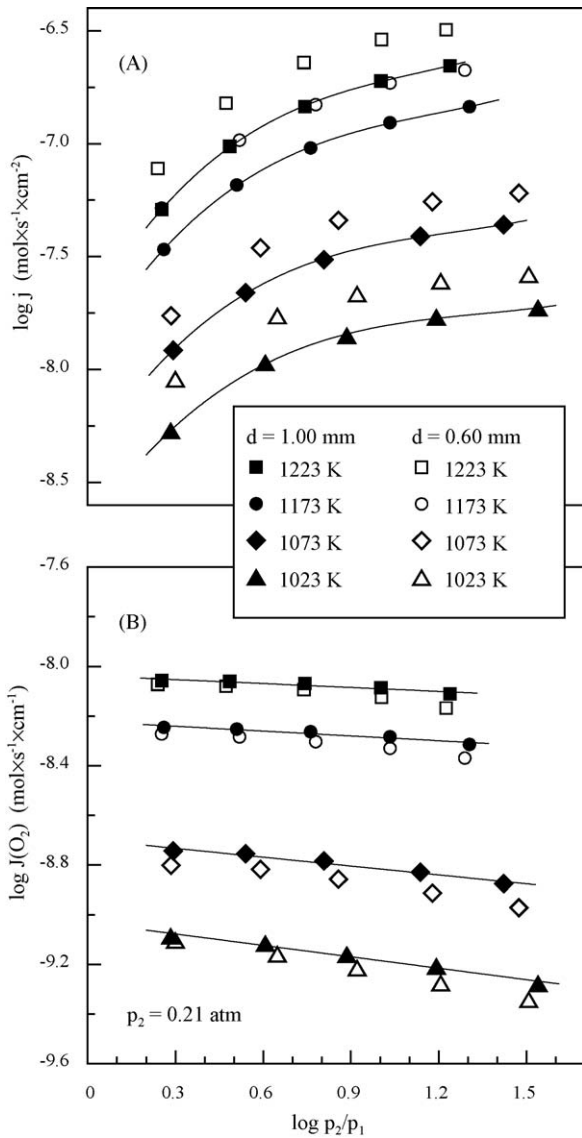 -6.5
(A)
-7.0
-7.5
-8.0
-8.5
log j (mol×s⁻¹×cm⁻²)
d = 1.00 mm d = 0.60 mm
1223 K 1223 K
1173 K 1173 K
1073 K 1073 K
1023 K 1023 K
-7.6
(B)
-8.0
-8.4
-8.8
-9.2
-9.6
log J(O₂) (mol×s⁻¹×cm⁻¹)
p₂ = 0.21 atm
0 0.3 0.6 0.9 1.2 1.5
log p₂/p₁